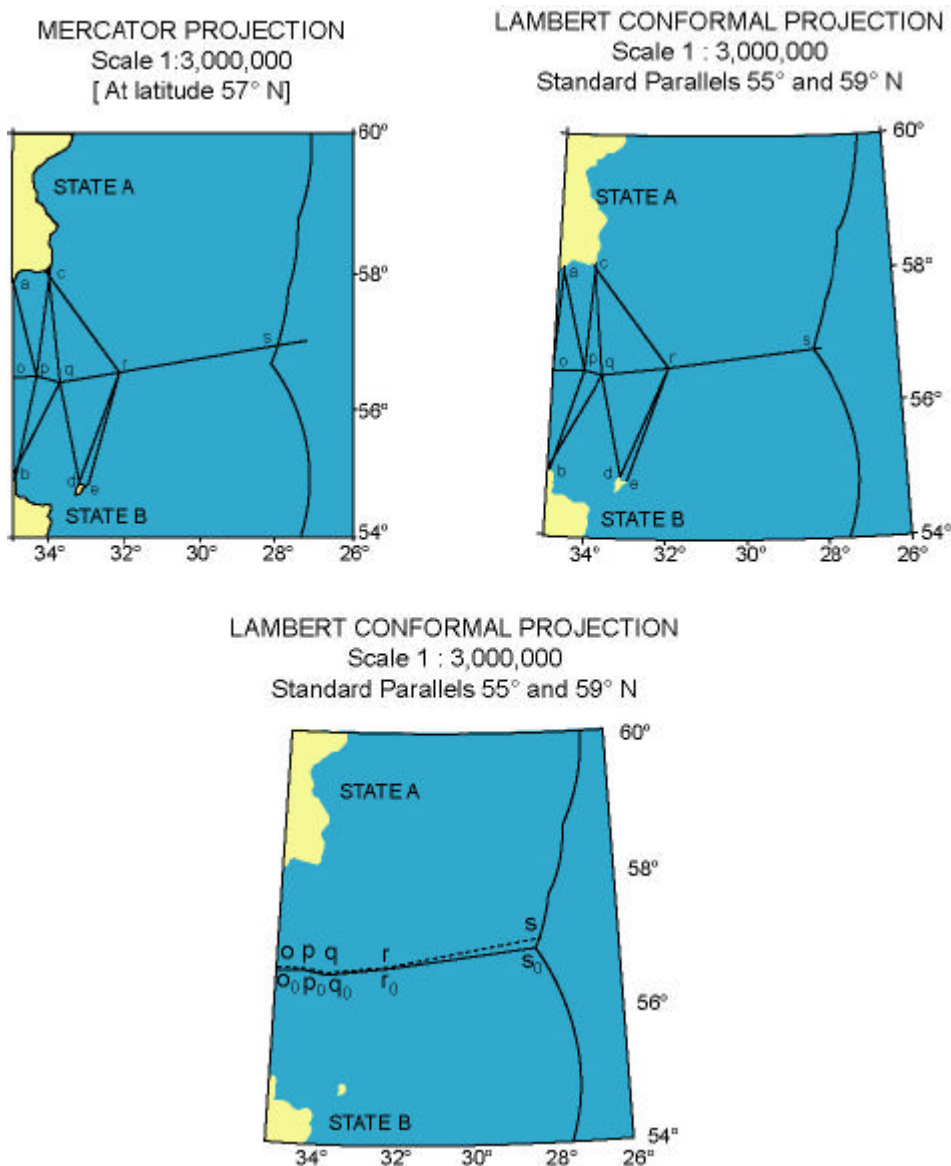 MERCATOR PROJECTION
Scale 1:3,000,000
[ At latitude 57° N]
60°
STATE A
58°
c
a
s
r
o p q
56°
b
d
e
STATE B
54°
34° 32° 30° 28° 26°
LAMBERT CONFORMAL PROJECTION
Scale 1 : 3,000,000
Standard Parallels 55° and 59° N
60°
STATE A
58°
c
a
s
r
o p q
56°
b
d
e
STATE B
54°
34° 32° 30° 28° 26°
LAMBERT CONFORMAL PROJECTION
Scale 1 : 3,000,000
Standard Parallels 55° and 59° N
60°
STATE A
58°
s
o p q r
s₀
o₀ p₀ q₀ r₀
56°
STATE B
54°
34° 32° 30° 28° 26°